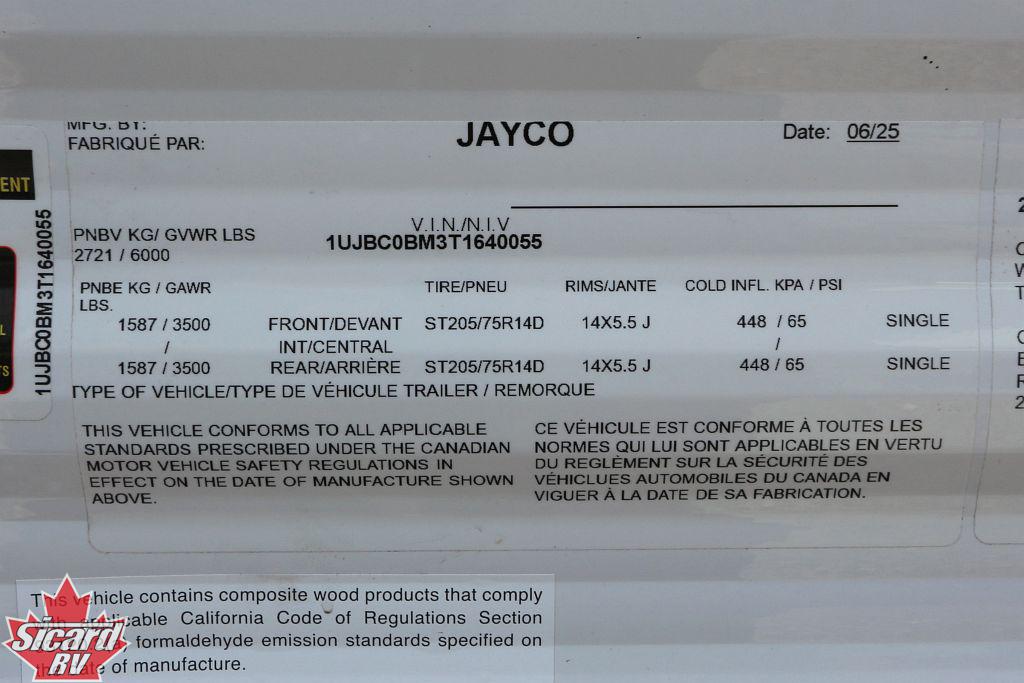 MFG. BY:
FABRIQUÉ PAR:
JAYCO
Date: 06/25
V.I.N./N.I.V
1UJBC0BM3T1640055
PNBV KG/ GVWR LBS
2721 / 6000
PNBE KG / GAWR LBS.
TIRE/PNEU RIMS/JANTE COLD INFL. KPA / PSI
1587 / 3500 FRONT/DEVANT ST205/75R14D 14X5.5 J 448 / 65 SINGLE
/ INT/CENTRAL /
1587 / 3500 REAR/ARRIÈRE ST205/75R14D 14X5.5 J 448 / 65 SINGLE
TYPE OF VEHICLE/TYPE DE VÉHICULE TRAILER / REMORQUE
THIS VEHICLE CONFORMS TO ALL APPLICABLE
STANDARDS PRESCRIBED UNDER THE CANADIAN
MOTOR VEHICLE SAFETY REGULATIONS IN
EFFECT ON THE DATE OF MANUFACTURE SHOWN
ABOVE.
CE VÉHICULE EST CONFORME À TOUTES LES
NORMES QUI LUI SONT APPLICABLES EN VERTU
DU REGLÈMENT SUR LA SÉCURITÉ DES
VÉHICLUES AUTOMOBILES DU CANADA EN
VIGUER À LA DATE DE SA FABRICATION.
1UJBC0BM3T1640055
This vehicle contains composite wood products that comply
California Code of Regulations Section
formaldehyde emission standards specified on
of manufacture.
Sicard
RV